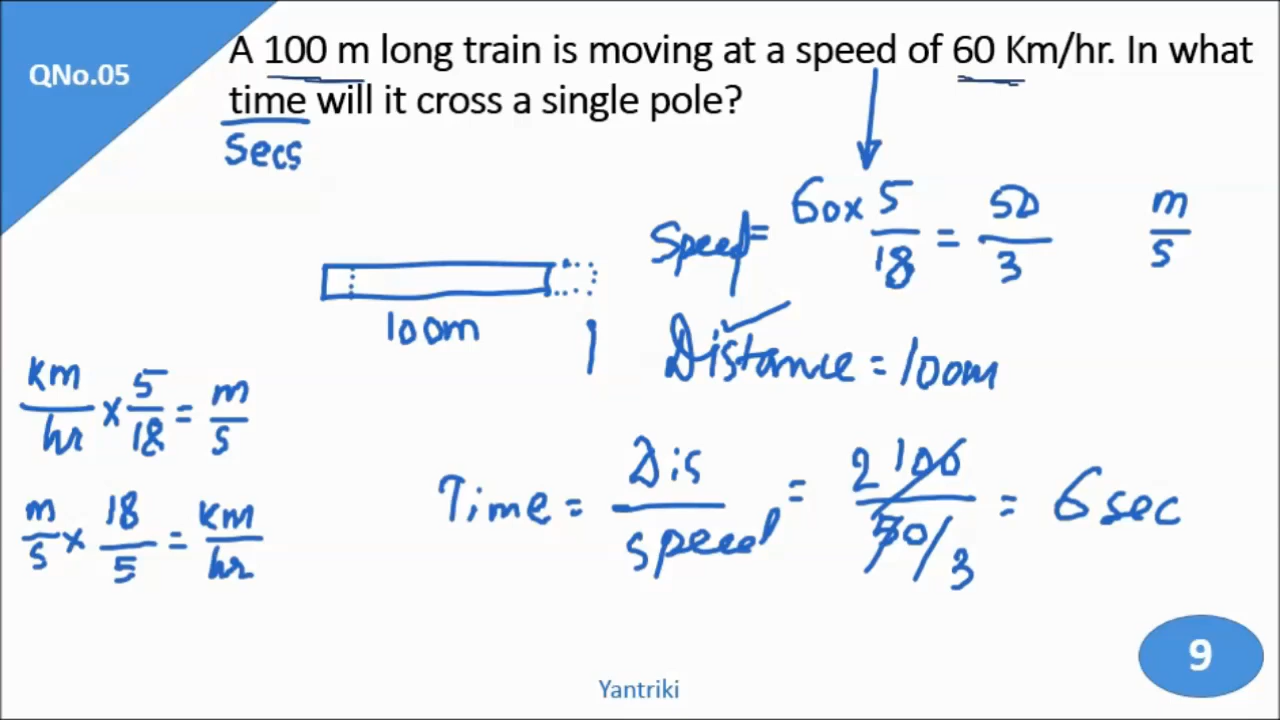 QNo.05
A 100 m long train is moving at a speed of 60 Km/hr. In what
time will it cross a single pole?
Secs
Speed = 60 × 5/18 = 50/3 m/s
100m
Distance = 100m
Km/hr × 5/18 = m/s
m/s × 18/5 = Km/hr
Time = Dis/speed = 2 100/50/3 = 6 sec
9
Yantriki